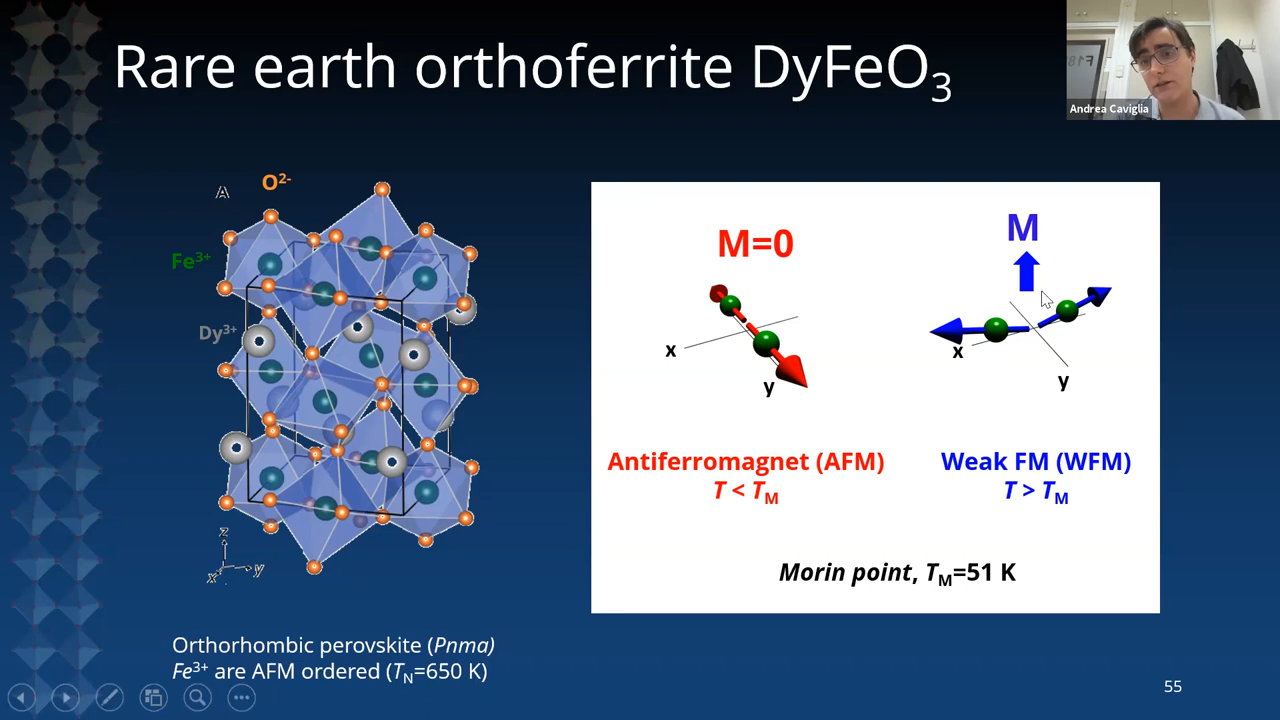 Rare earth orthoferrite DyFeO₃
F18
Andrea Caviglia
A
O²⁻
Fe³⁺
Dy³⁺
z
x
y
M=0
M
x
y
x
y
Antiferromagnet (AFM)
T < T_M
Weak FM (WFM)
T > T_M
Morin point, T_M=51 K
Orthorhombic perovskite (Pnma)
Fe³⁺ are AFM ordered (T_N=650 K)
55